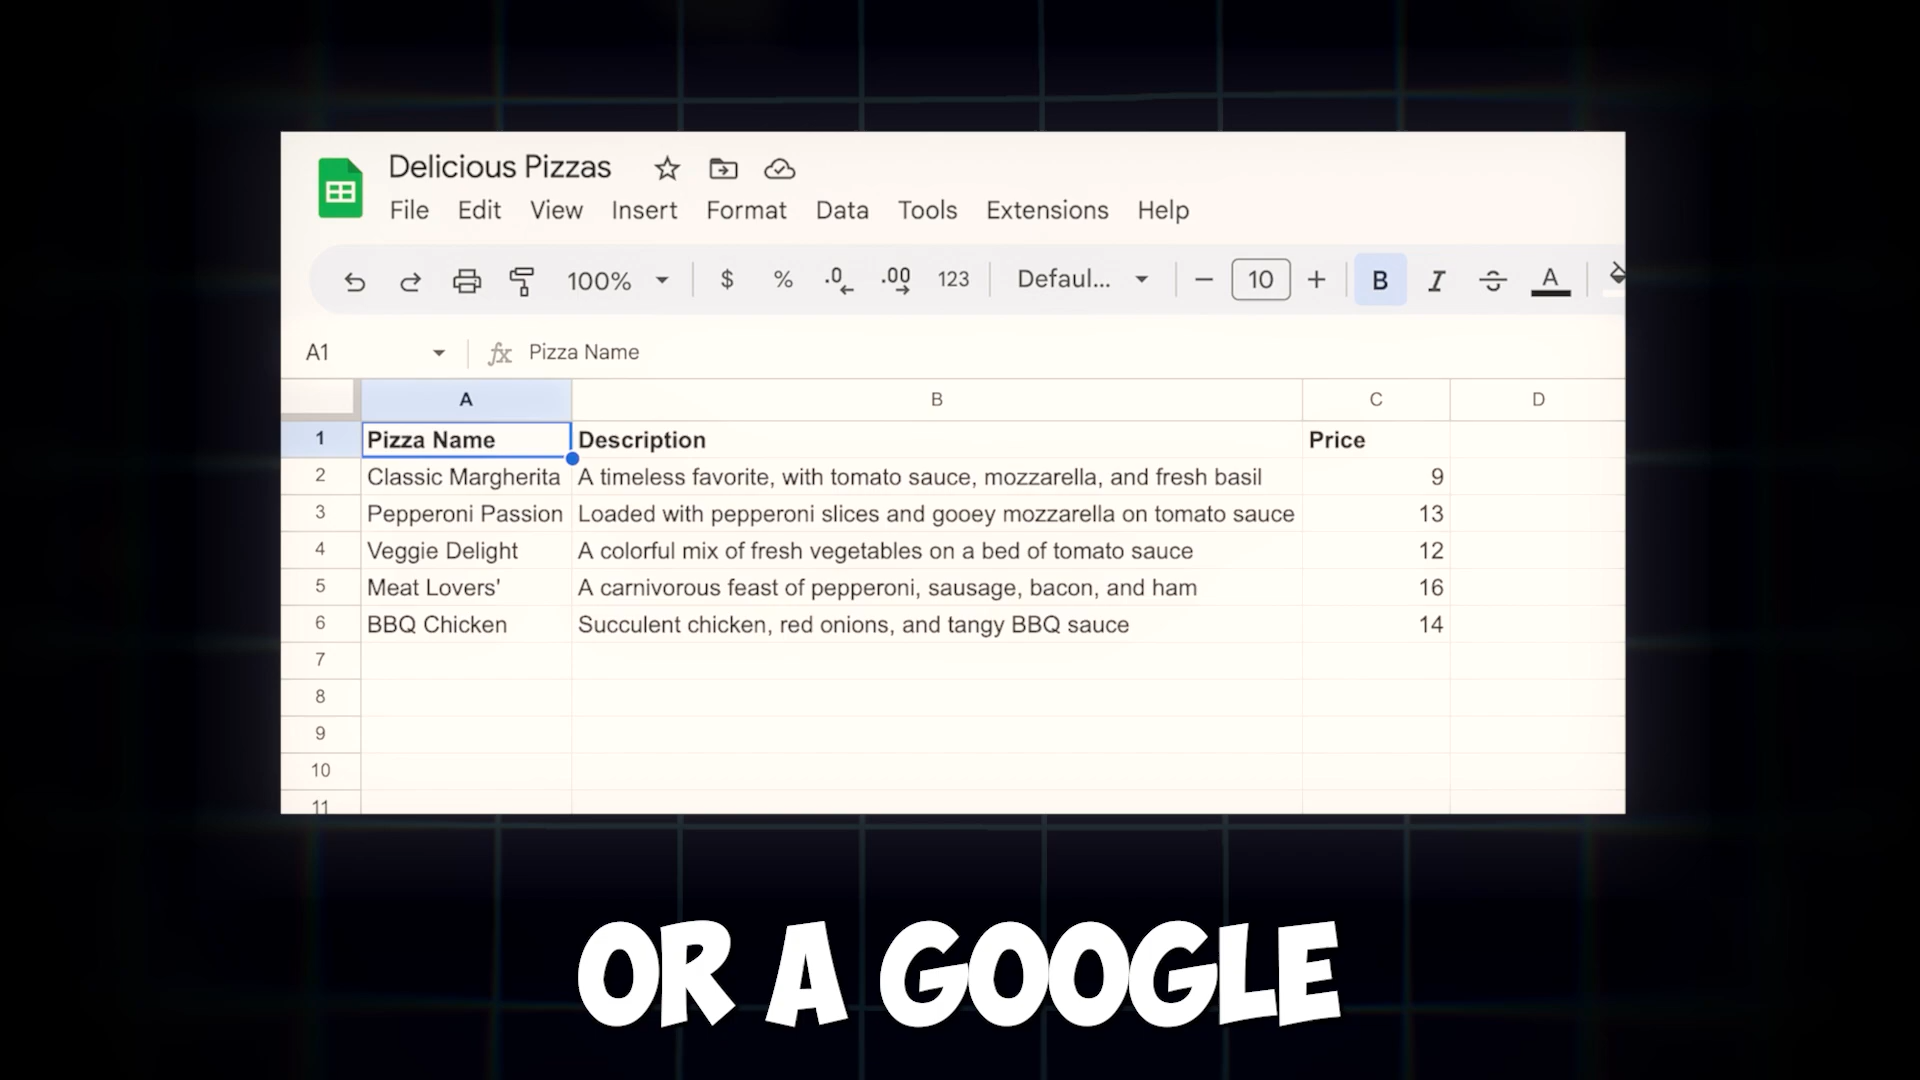 Delicious Pizzas
File Edit View Insert Format Data Tools Extensions Help
100% $ % .0 .00 123 Defaul... − 10 + B I S A
A1 fx Pizza Name
A B C D
1 Pizza Name Description Price
2 Classic Margherita A timeless favorite, with tomato sauce, mozzarella, and fresh basil 9
3 Pepperoni Passion Loaded with pepperoni slices and gooey mozzarella on tomato sauce 13
4 Veggie Delight A colorful mix of fresh vegetables on a bed of tomato sauce 12
5 Meat Lovers' A carnivorous feast of pepperoni, sausage, bacon, and ham 16
6 BBQ Chicken Succulent chicken, red onions, and tangy BBQ sauce 14
7
8
9
10
11
OR A GOOGLE